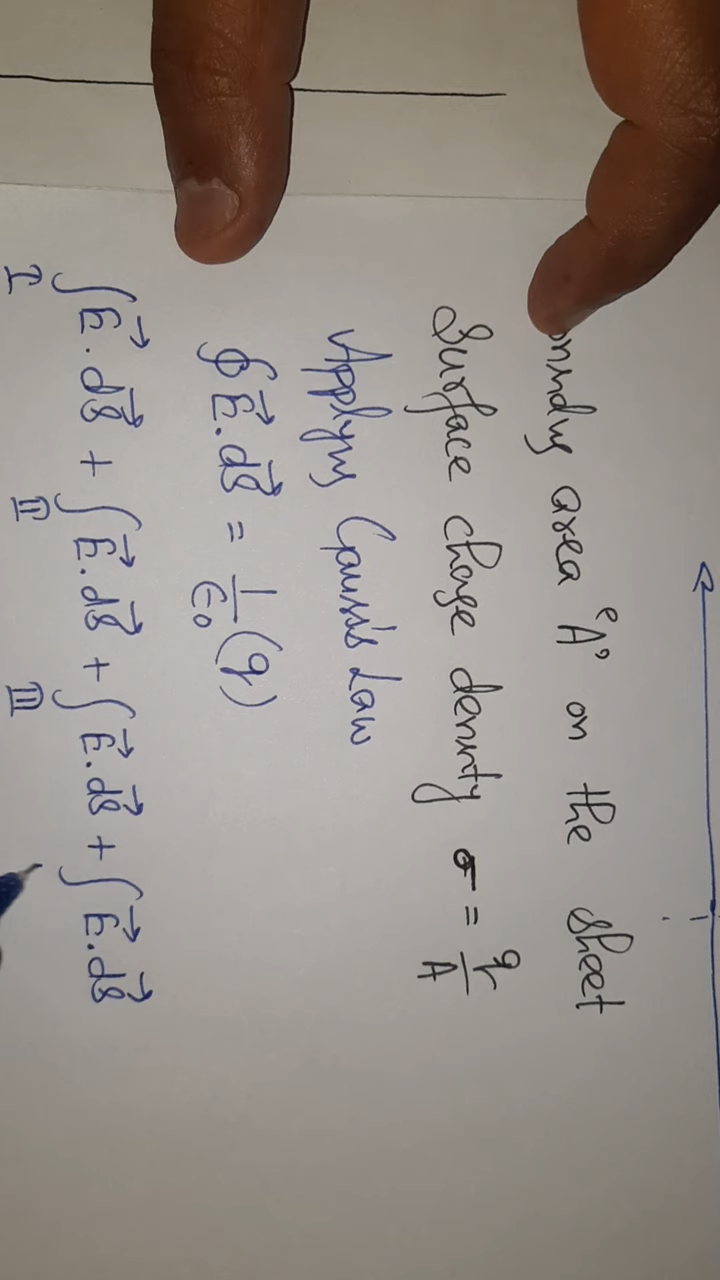 area 'A' on the sheet
Surface charge density σ = q/A
Applying Gauss's Law
∮E⃗.dS⃗ = 1/ε₀ (q)
∫E⃗.dS⃗ + ∫E⃗.dS⃗ + ∫E⃗.dS⃗ + ∫E⃗.dS⃗
I II III